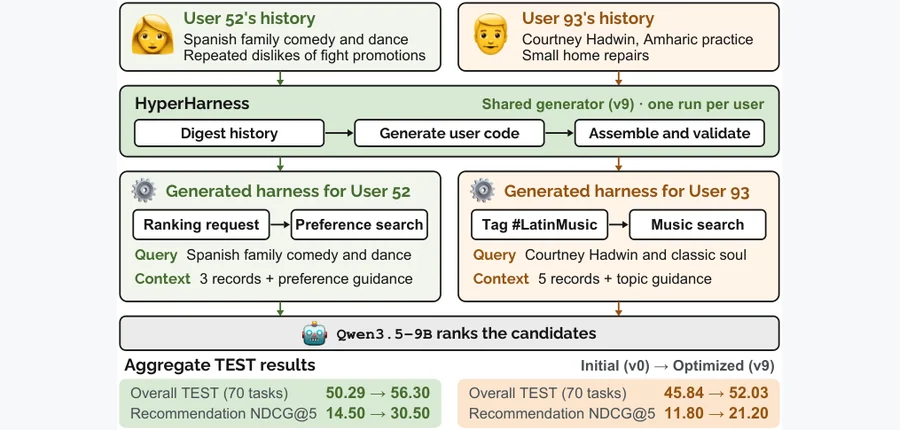 User 52's history
Spanish family comedy and dance
Repeated dislikes of fight promotions
User 93's history
Courtney Hadwin, Amharic practice
Small home repairs
HyperHarness
Shared generator (v9) · one run per user
Digest history
Generate user code
Assemble and validate
Generated harness for User 52
Ranking request
Preference search
Query Spanish family comedy and dance
Context 3 records + preference guidance
Generated harness for User 93
Tag #LatinMusic
Music search
Query Courtney Hadwin and classic soul
Context 5 records + topic guidance
Qwen3.5-9B ranks the candidates
Aggregate TEST results
Initial (v0) → Optimized (v9)
Overall TEST (70 tasks) 50.29 → 56.30
Recommendation NDCG@5 14.50 → 30.50
Overall TEST (70 tasks) 45.84 → 52.03
Recommendation NDCG@5 11.80 → 21.20